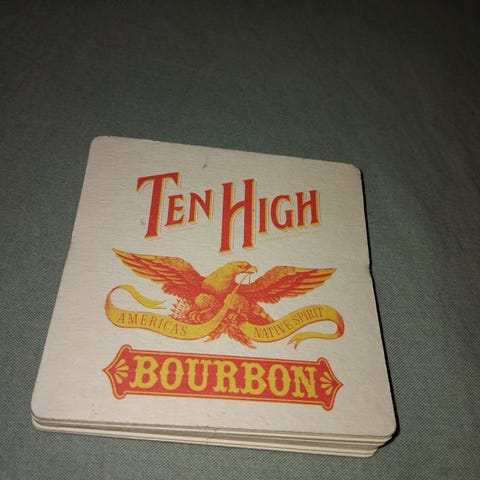 TEN HIGH
AMERICA'S NATIVE SPIRIT
BOURBON